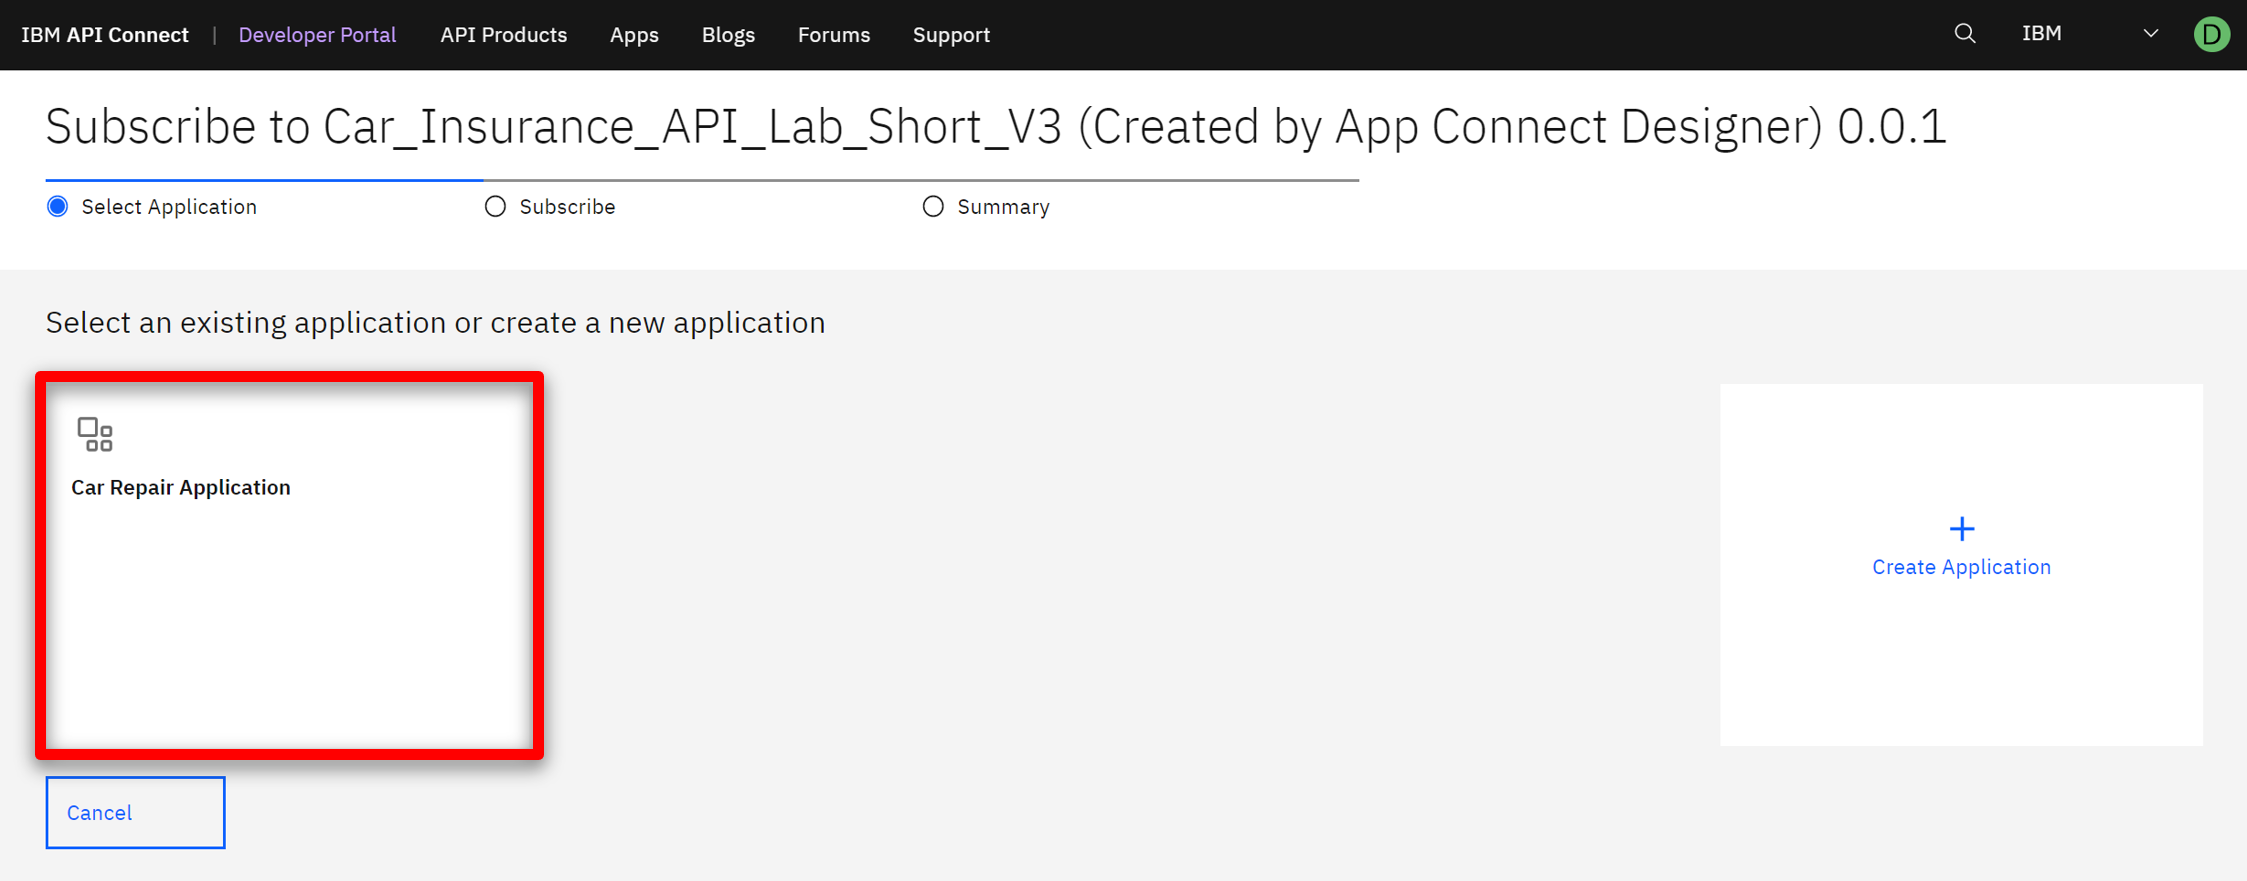 IBM API Connect | Developer Portal API Products Apps Blogs Forums Support IBM D
Subscribe to Car_Insurance_API_Lab_Short_V3 (Created by App Connect Designer) 0.0.1
Select Application Subscribe Summary
Select an existing application or create a new application
Car Repair Application
Create Application
Cancel